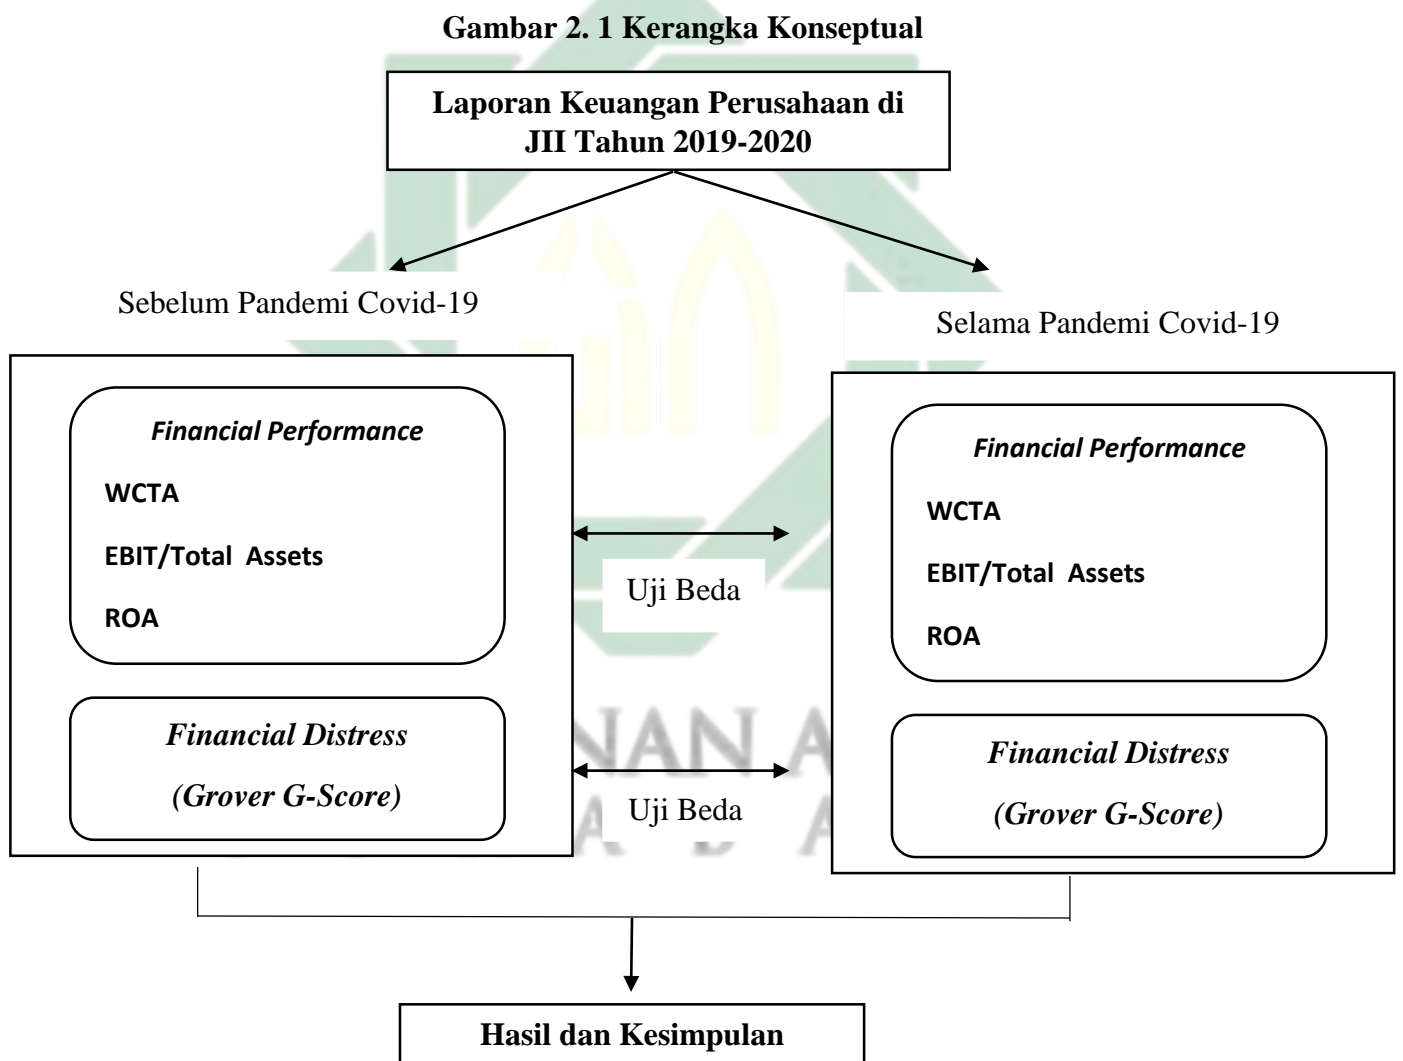 Gambar 2. 1 Kerangka Konseptual
Laporan Keuangan Perusahaan di
JII Tahun 2019-2020
Sebelum Pandemi Covid-19
Selama Pandemi Covid-19
Financial Performance
WCTA
EBIT/Total Assets
ROA
Financial Distress
(Grover G-Score)
Uji Beda
Uji Beda
Financial Performance
WCTA
EBIT/Total Assets
ROA
Financial Distress
(Grover G-Score)
Hasil dan Kesimpulan